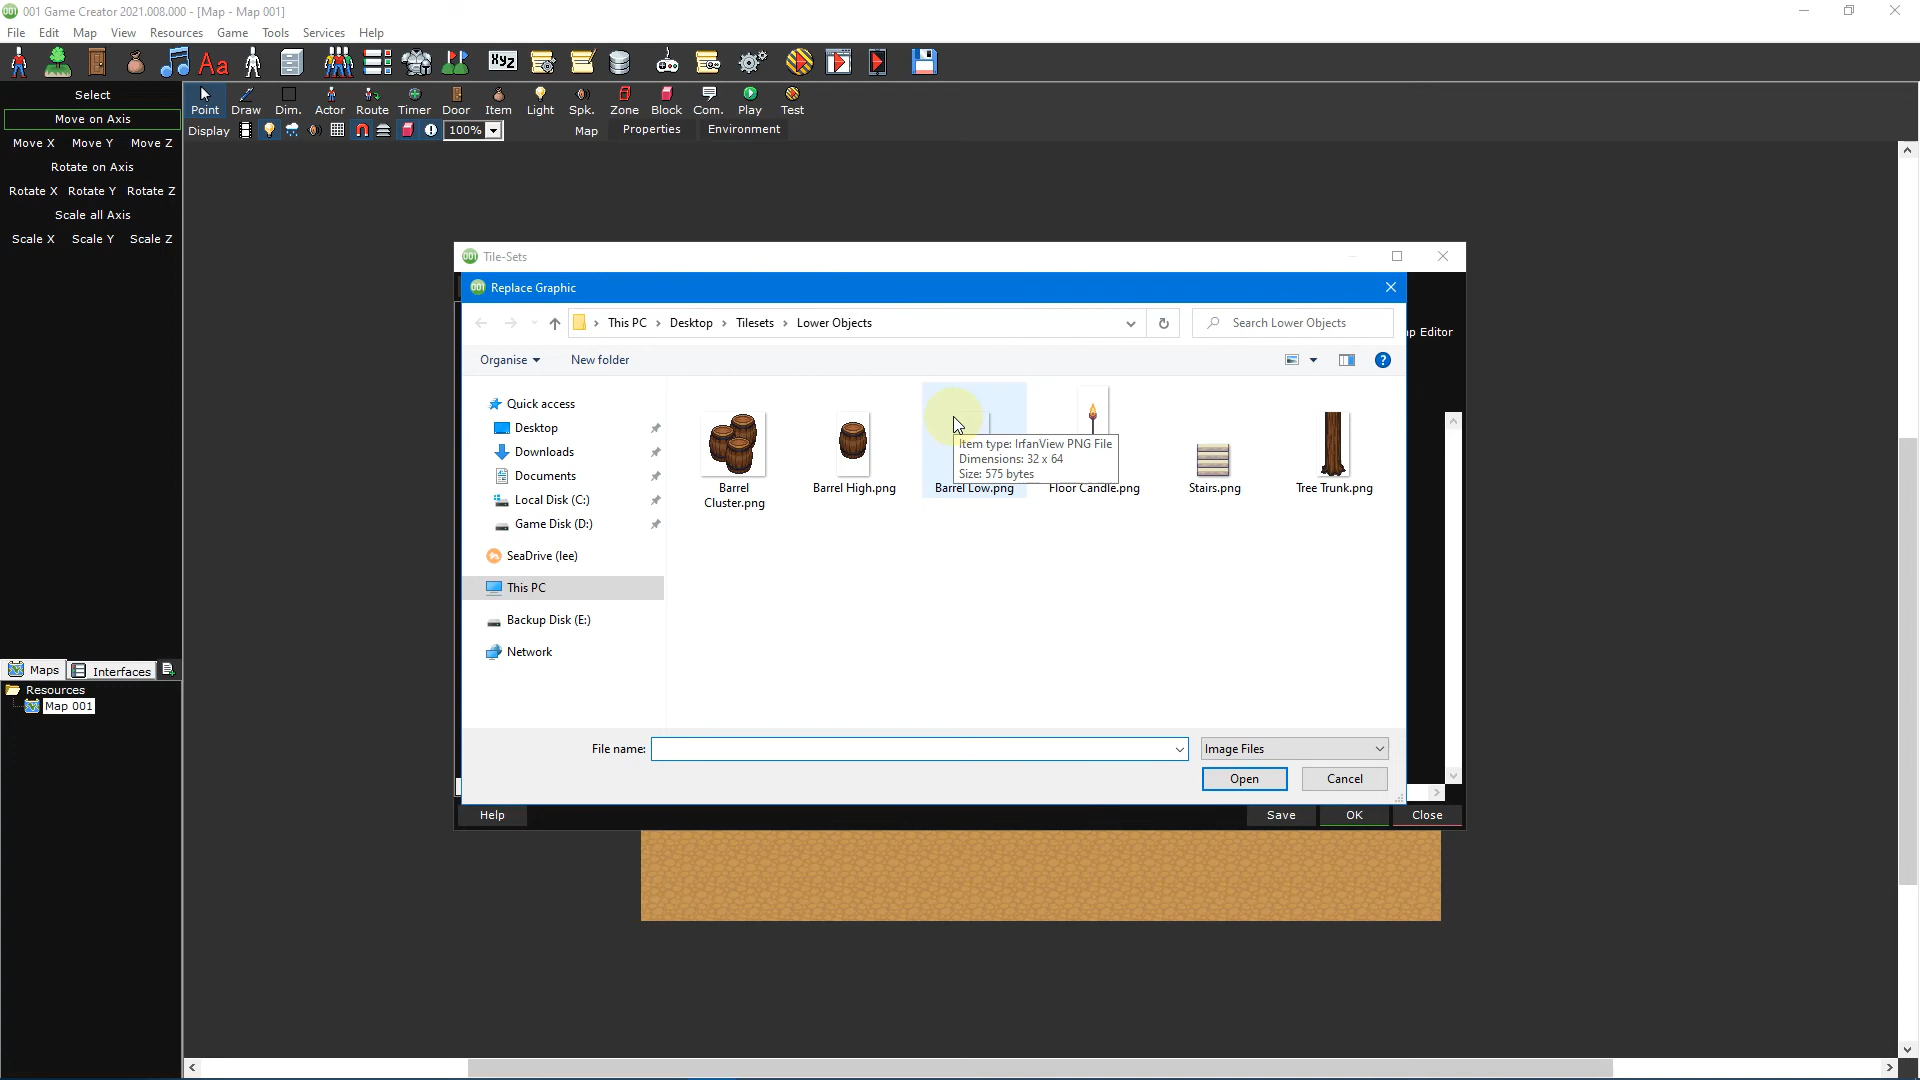 001 Game Creator 2021.008.000 - [Map - Map 001]
File Edit Map View Resources Game Tools Services Help
Aa xyz
Select
Point Draw Dim. Actor Route Timer Door Item Light Spk. Zone Block Com. Play Test
Move on Axis
Display 100% Map Properties Environment
Move X Move Y Move Z
Rotate on Axis
Rotate X Rotate Y Rotate Z
Scale all Axis
Scale X Scale Y Scale Z
001 Tile-Sets
001 Replace Graphic
This PC > Desktop > Tilesets > Lower Objects
Search Lower Objects
Editor
Organise New folder
Quick access
Desktop
Downloads
Documents
Local Disk (C:)
Game Disk (D:)
SeaDrive (lee)
This PC
Backup Disk (E:)
Network
Item type: IrfanView PNG File
Dimensions: 32 x 64
Size: 575 bytes
Barrel
Cluster.png
Barrel High.png
Barrel Low.png
Floor Candle.png
Stairs.png
Tree Trunk.png
File name:
Image Files
Open Cancel
Help Save OK Close
Maps Interfaces
Resources
Map 001